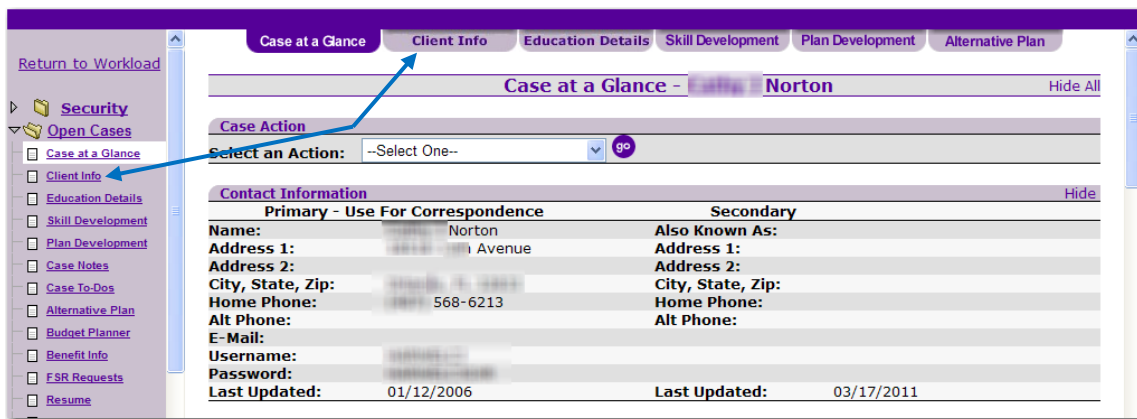 Case at a Glance Client Info Education Details Skill Development Plan Development Alternative Plan
Return to Workload
Security
Open Cases
Case at a Glance
Client Info
Education Details
Skill Development
Plan Development
Case Notes
Case To-Dos
Alternative Plan
Budget Planner
Benefit Info
FSR Requests
Resume
Case at a Glance - Norton Hide All
Case Action
Select an Action: --Select One-- go
Contact Information Hide
Primary - Use For Correspondence Secondary
Name: Norton Also Known As:
Address 1: Avenue Address 1:
Address 2: Address 2:
City, State, Zip: City, State, Zip:
Home Phone: 568-6213 Home Phone:
Alt Phone: Alt Phone:
E-Mail:
Username:
Password:
Last Updated: 01/12/2006 Last Updated: 03/17/2011